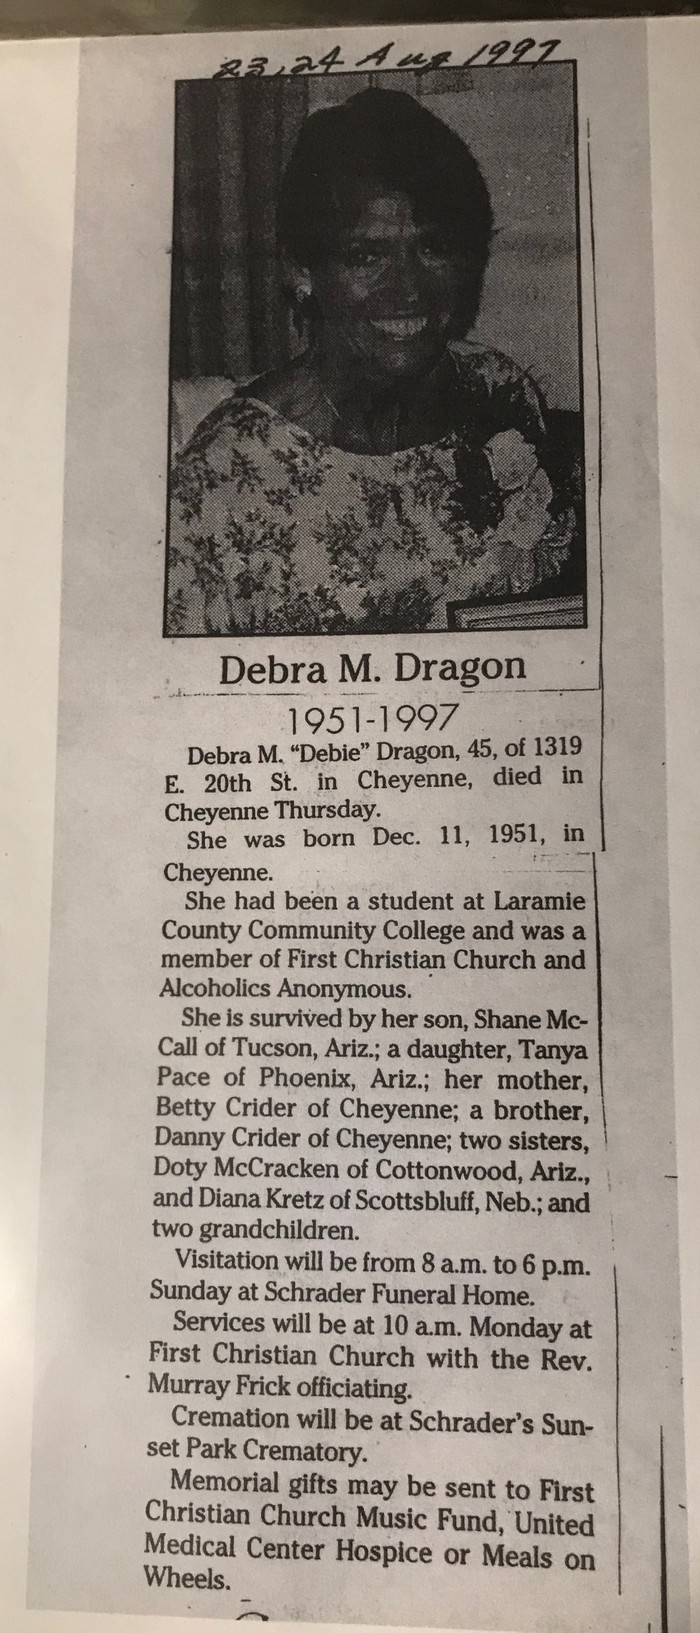 23,24 Aug 1997
Debra M. Dragon
1951-1997
Debra M. “Debie” Dragon, 45, of 1319
E. 20th St. in Cheyenne, died in
Cheyenne Thursday.
She was born Dec. 11, 1951, in
Cheyenne.
She had been a student at Laramie
County Community College and was a
member of First Christian Church and
Alcoholics Anonymous.
She is survived by her son, Shane Mc-
Call of Tucson, Ariz.; a daughter, Tanya
Pace of Phoenix, Ariz.; her mother,
Betty Crider of Cheyenne; a brother,
Danny Crider of Cheyenne; two sisters,
Doty McCracken of Cottonwood, Ariz.,
and Diana Kretz of Scottsbluff, Neb.; and
two grandchildren.
Visitation will be from 8 a.m. to 6 p.m.
Sunday at Schrader Funeral Home.
Services will be at 10 a.m. Monday at
First Christian Church with the Rev.
Murray Frick officiating.
Cremation will be at Schrader’s Sun-
set Park Crematory.
Memorial gifts may be sent to First
Christian Church Music Fund, United
Medical Center Hospice or Meals on
Wheels.